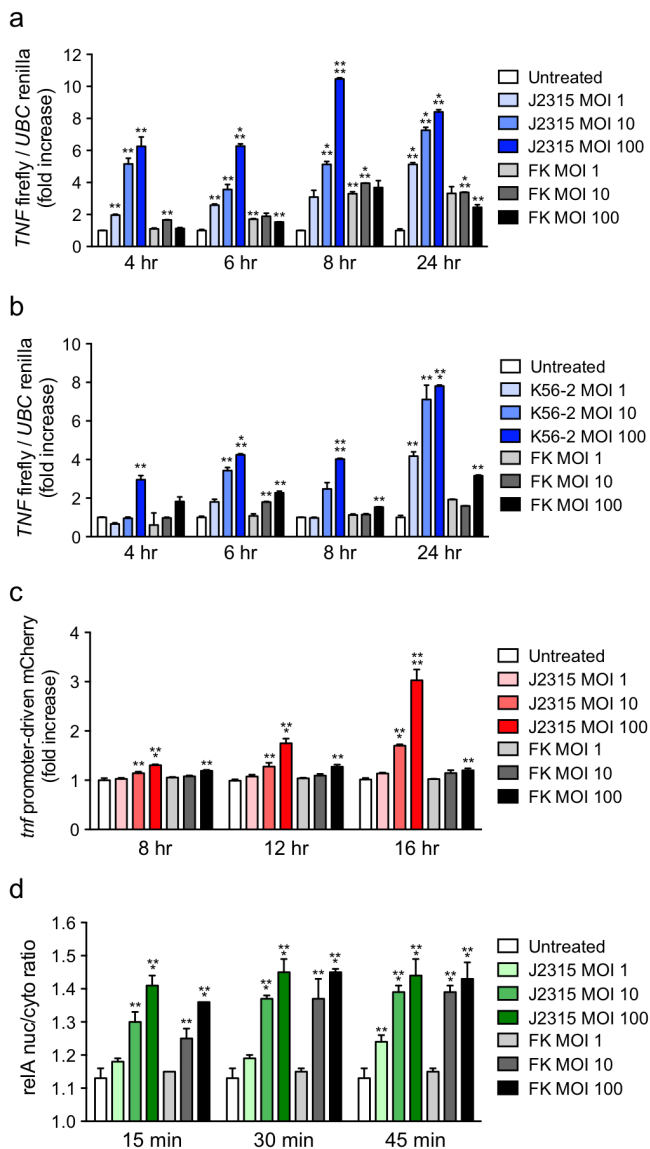 a
TNF firefly / UBC renilla
(fold increase)
12
10
8
6
4
2
0
** ** ** ** ** * ** ** ** * ** ** ** ** * ** * ** * ** * ** * ** **
4 hr 6 hr 8 hr 24 hr
Untreated
J2315 MOI 1
J2315 MOI 10
J2315 MOI 100
FK MOI 1
FK MOI 10
FK MOI 100
b
TNF firefly / UBC renilla
(fold increase)
10
8
6
4
2
0
** ** * ** ** ** ** ** ** ** * ** ** * **
4 hr 6 hr 8 hr 24 hr
Untreated
K56-2 MOI 1
K56-2 MOI 10
K56-2 MOI 100
FK MOI 1
FK MOI 10
FK MOI 100
c
tnf promoter-driven mCherry
(fold increase)
4
3
2
1
0
** ** * ** ** ** * ** ** * ** ** **
8 hr 12 hr 16 hr
Untreated
J2315 MOI 1
J2315 MOI 10
J2315 MOI 100
FK MOI 1
FK MOI 10
FK MOI 100
d
relA nuc/cyto ratio
1.6
1.5
1.4
1.3
1.2
1.1
1.0
** ** * ** ** * ** * ** * ** ** * ** ** * ** * ** * ** *
15 min 30 min 45 min
Untreated
J2315 MOI 1
J2315 MOI 10
J2315 MOI 100
FK MOI 1
FK MOI 10
FK MOI 100